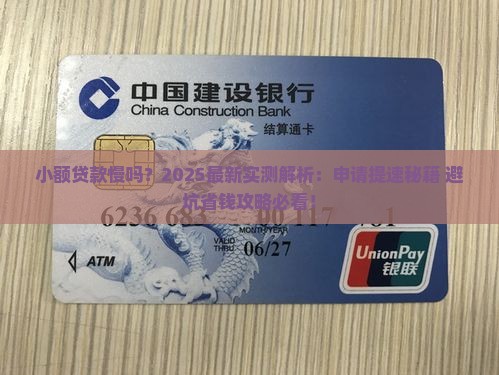 中国建设银行
China Construction Bank
结算通卡
小额贷款慢吗？2025最新实测解析：申请提速秘籍 避
坑省钱攻略必看！
6236 683
MONTH/YEAR
VALID
THRU
06/27
ATM
UnionPay
银联